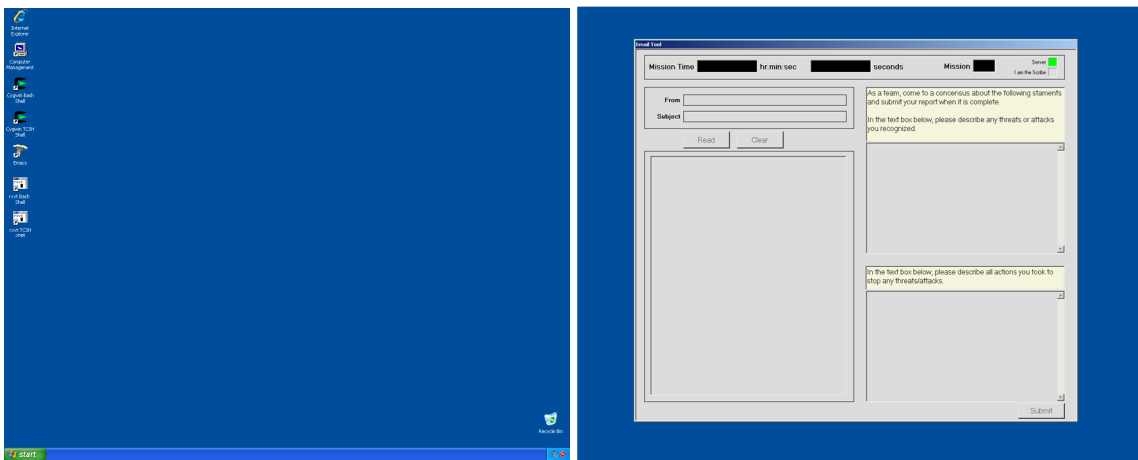 Internet
Explorer
Computer
Management
Cygwin Bash
Shell
Cygwin TCSH
Shell
Emacs
rxvt Bash
Shell
rxvt TCSH
Shell
Recycle Bin
start
Email Tool
Mission Time hr:min:sec seconds Mission Server
I am the Scribe
From
Subject
Read Clear
As a team, come to a concensus about the following staments
and submit your report when it is complete.
In the text box below, please describe any threats or attacks
you recognized.
In the text box below, please describe all actions you took to
stop any threats/attacks.
Submit